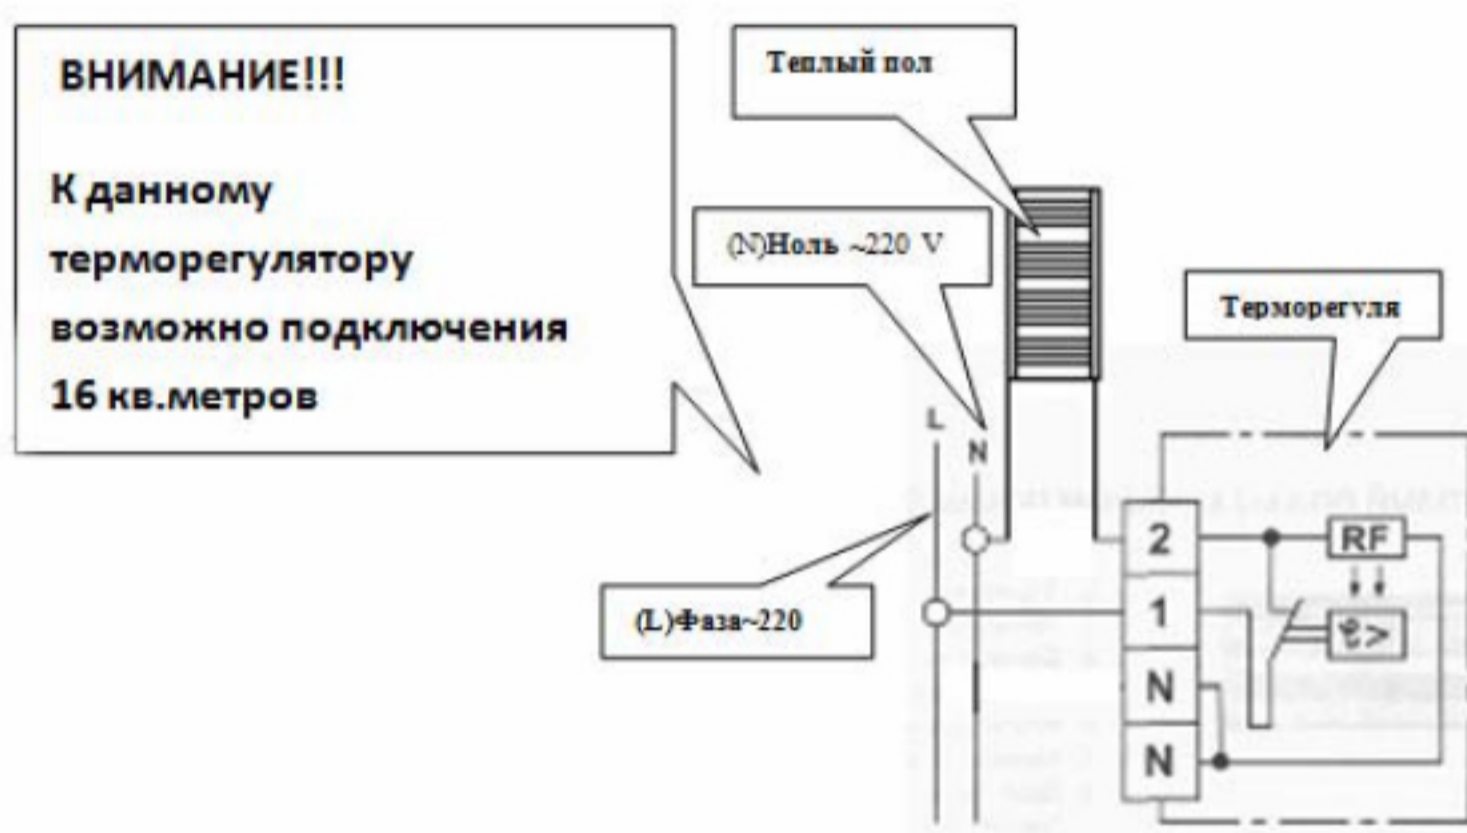 ВНИМАНИЕ!!!
К данному
терморегулятору
возможно подключения
16 кв.метров
Теплый пол
(N)Ноль ~220 V
Терморегуля
L
N
(L)Фаза~220
2
RF
1
N
N